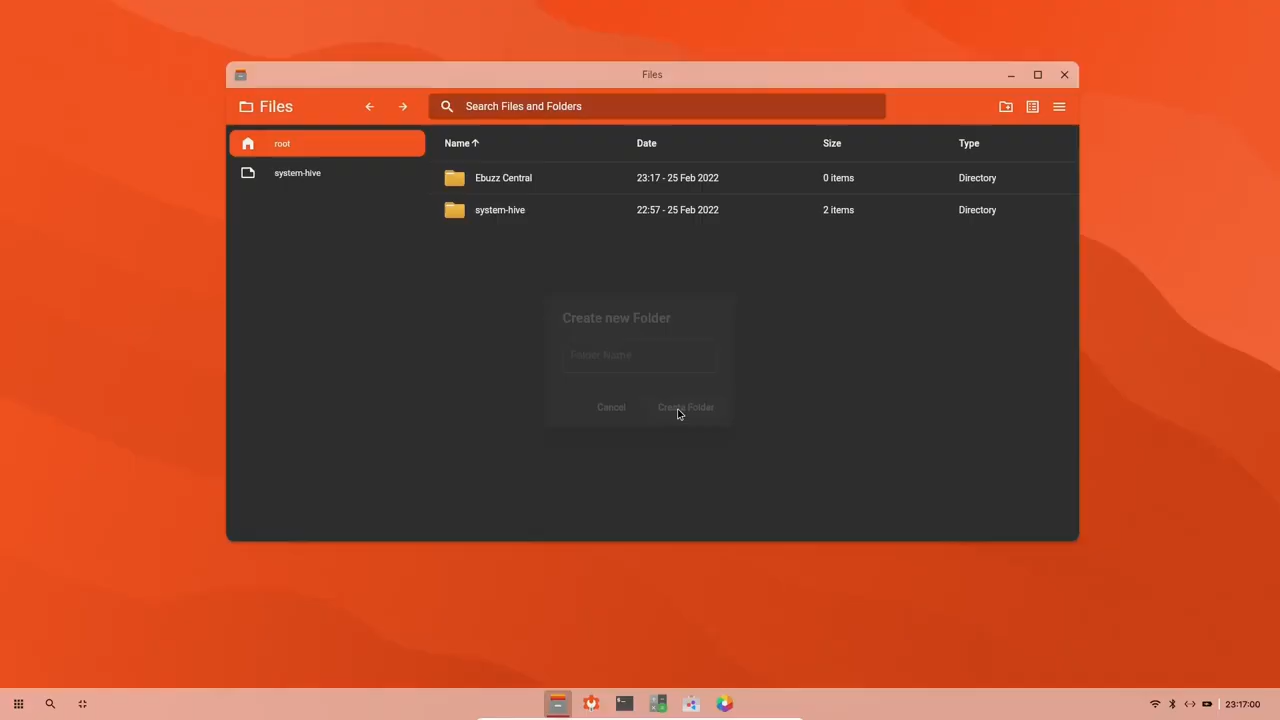 Files
Files
Search Files and Folders
root
system-hive
Name Date Size Type
Ebuzz Central 23:17 - 25 Feb 2022 0 items Directory
system-hive 22:57 - 25 Feb 2022 2 items Directory
Create new Folder
Folder Name
Cancel Create Folder
23:17:00